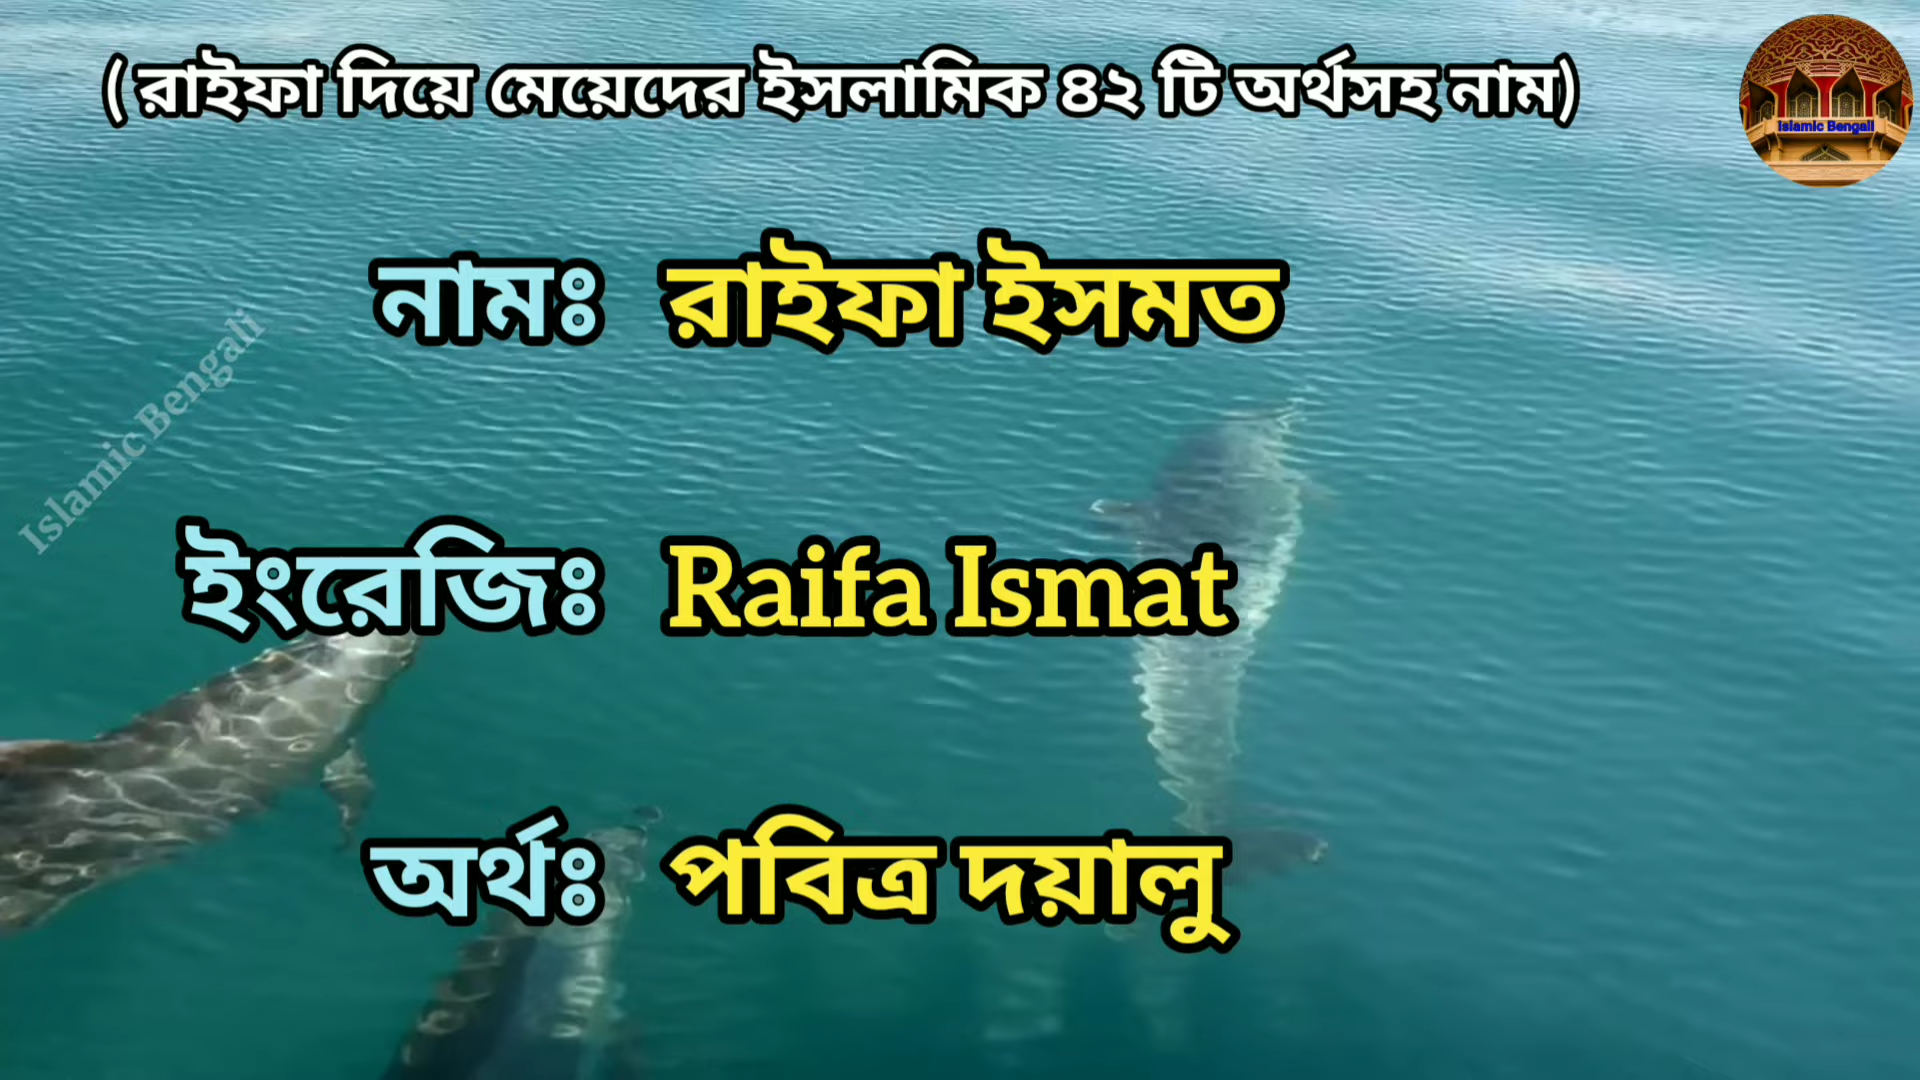 ( রাইফা দিয়ে মেয়েদের ইসলামিক ৪২ টি অর্থসহ নাম)
Islamic Bengali
নামঃ রাইফা ইসমত
Islamic Bengali
ইংরেজিঃ Raifa Ismat
অর্থঃ পবিত্র দয়ালু